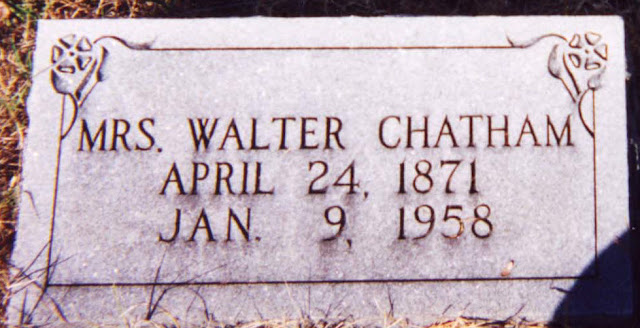 MRS. WALTER CHATHAM
APRIL 24, 1871
JAN. 9, 1958